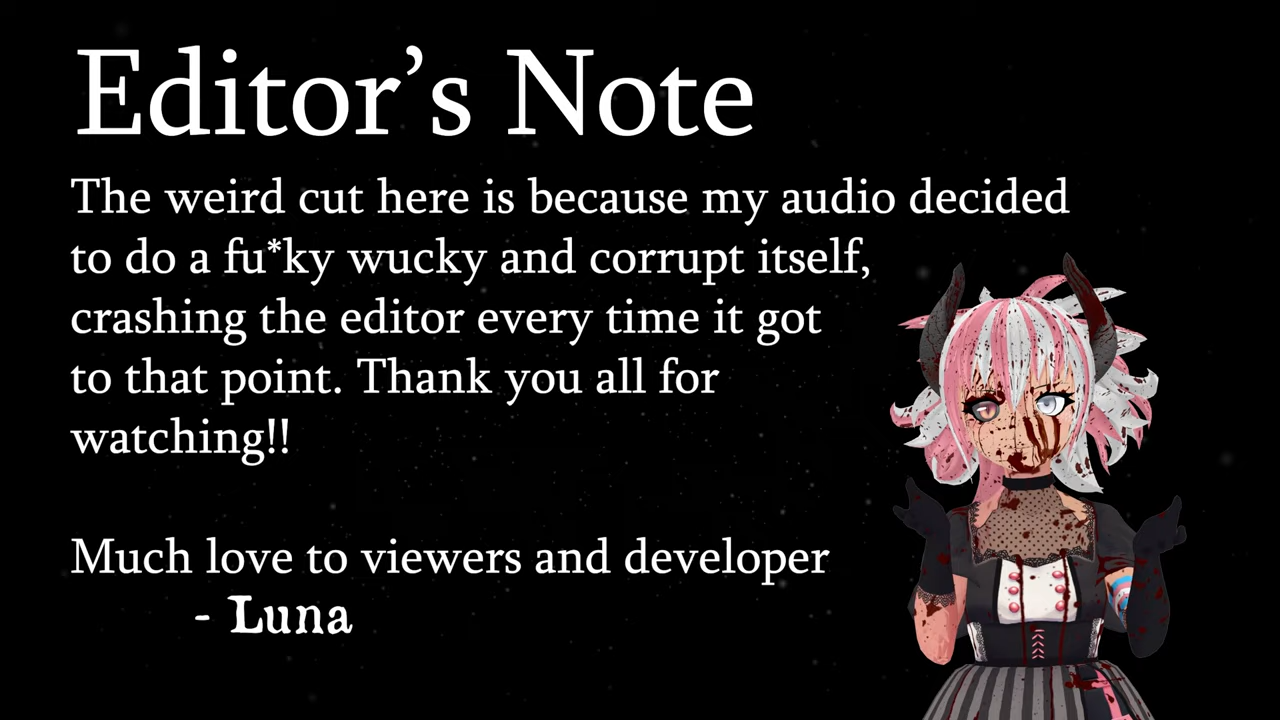 Editor’s Note
The weird cut here is because my audio decided
to do a fu*ky wucky and corrupt itself,
crashing the editor every time it got
to that point. Thank you all for
watching!!
Much love to viewers and developer
- Luna